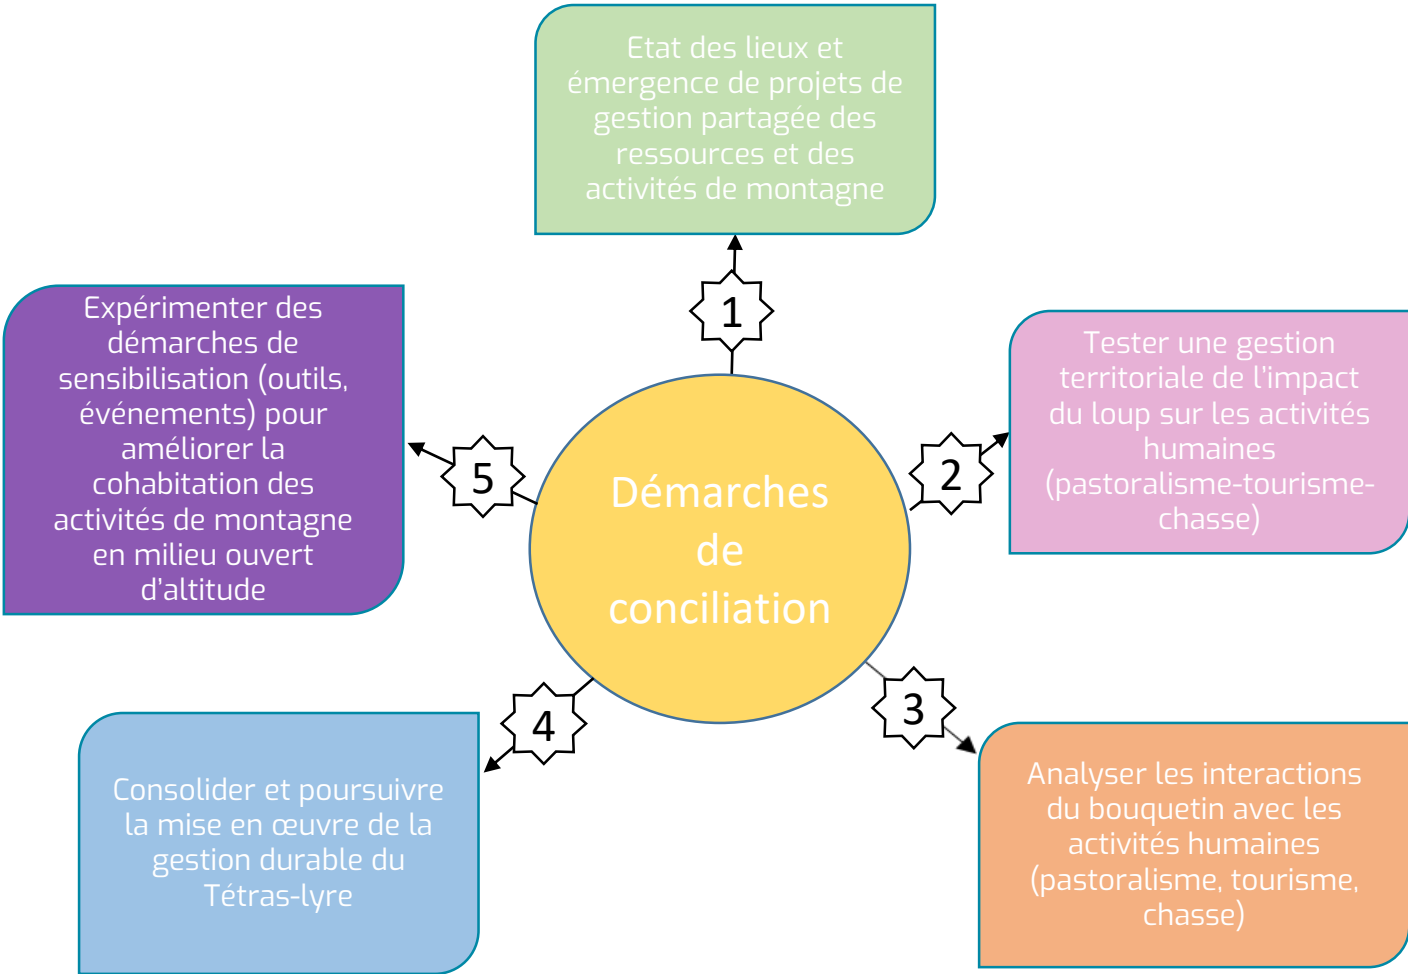 Etat des lieux et
émergence de projets de
gestion partagée des
ressources et des
activités de montagne
1
Expérimenter des
démarches de
sensibilisation (outils,
événements) pour
améliorer la
cohabitation des
activités de montagne
en milieu ouvert
d'altitude
5
Démarches
de
conciliation
2
Tester une gestion
territoriale de l'impact
du loup sur les activités
humaines
(pastoralisme-tourisme-
chasse)
4
Consolider et poursuivre
la mise en œuvre de la
gestion durable du
Tétras-lyre
3
Analyser les interactions
du bouquetin avec les
activités humaines
(pastoralisme, tourisme,
chasse)